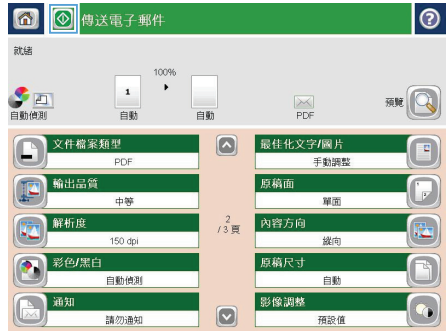 傳送電子郵件
?
就緒
100%
1
自動偵測
自動
自動
PDF
預覽
文件檔案類型
PDF
輸出品質
中等
解析度
150 dpi
彩色/黑白
自動偵測
通知
請勿通知
2
/ 3 頁
最佳化文字/圖片
手動調整
原稿面
單面
內容方向
縱向
原稿尺寸
自動
影像調整
預設值